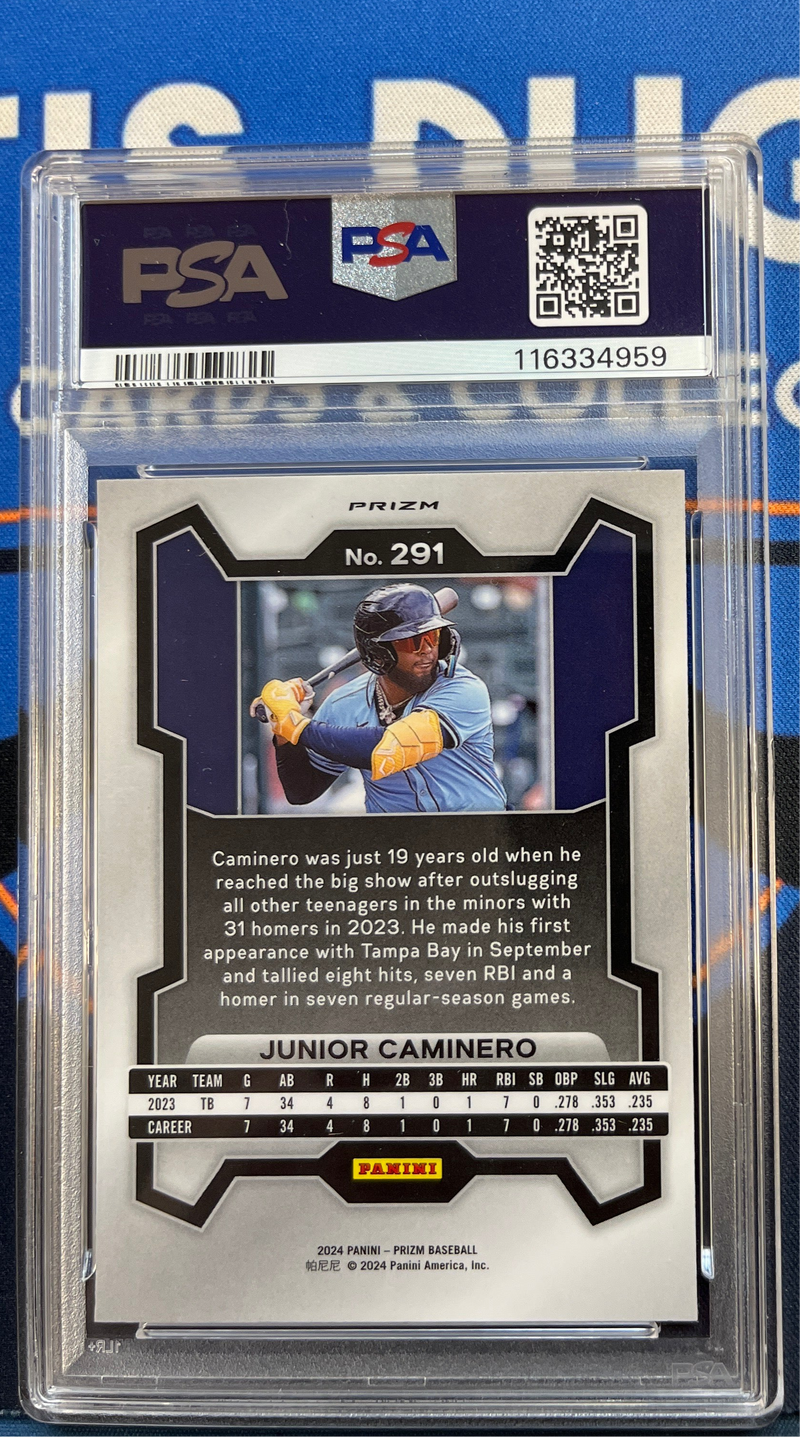 PSA
PSA
116334959
PRIZM
No. 291
Caminero was just 19 years old when he
reached the big show after outslugging
all other teenagers in the minors with
31 homers in 2023. He made his first
appearance with Tampa Bay in September
and tallied eight hits, seven RBI and a
homer in seven regular-season games.
JUNIOR CAMINERO
YEAR TEAM G AB R H 2B 3B HR RBI SB OBP SLG AVG
2023 TB 7 34 4 8 1 0 1 7 0 .278 .353 .235
CAREER 7 34 4 8 1 0 1 7 0 .278 .353 .235
PANINI
2024 PANINI – PRIZM BASEBALL
帕尼尼 © 2024 Panini America, Inc.
PSA